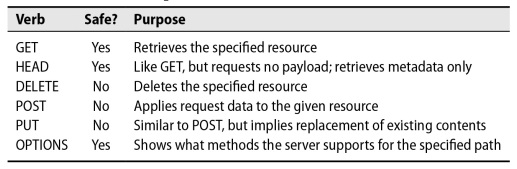 Verb Safe? Purpose
GET Yes Retrieves the specified resource
HEAD Yes Like GET, but requests no payload; retrieves metadata only
DELETE No Deletes the specified resource
POST No Applies request data to the given resource
PUT No Similar to POST, but implies replacement of existing contents
OPTIONS Yes Shows what methods the server supports for the specified path